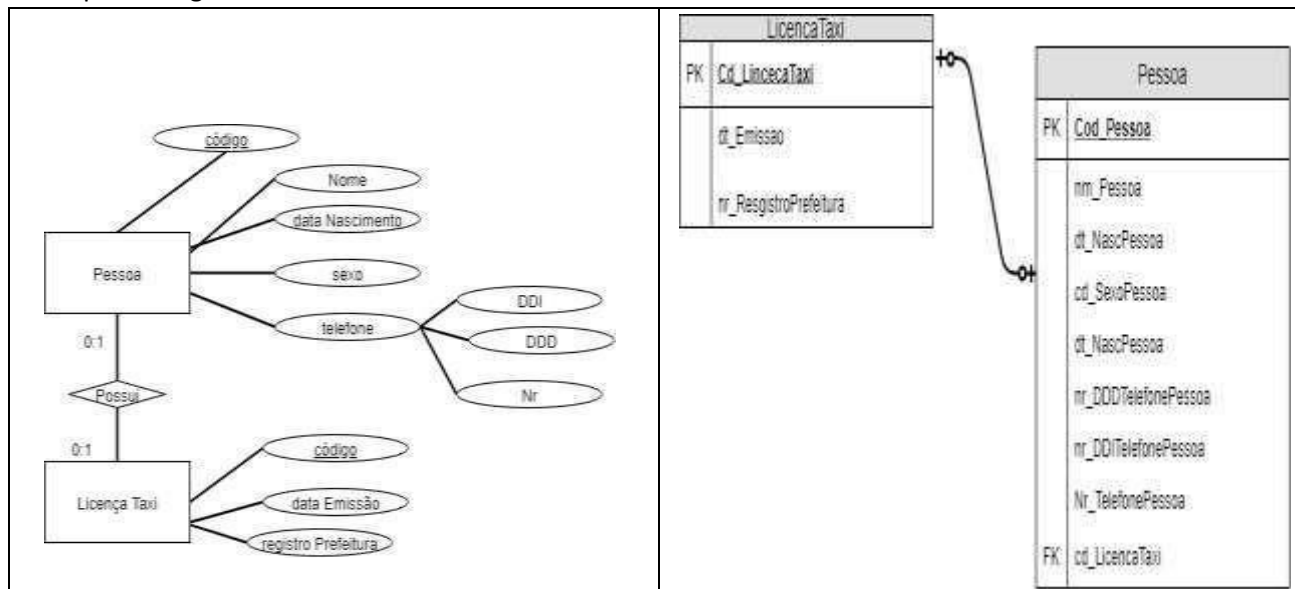 código
Nome
data Nascimento
Pessoa
sexo
telefone
DDI
DDD
Nr
0:1
Possui
0:1
Licença Taxi
código
data Emissão
registro Prefeitura
LicencaTaxi
PK Cd_LincecaTaxi
dt_Emissao
nr_ResgistroPrefeitura
Pessoa
PK Cod_Pessoa
nm_Pessoa
dt_NascPessoa
cd_SexoPessoa
dt_NascPessoa
nr_DDDTelefonePessoa
nr_DDITelefonePessoa
Nr_TelefonePessoa
FK cd_LicencaTaxi